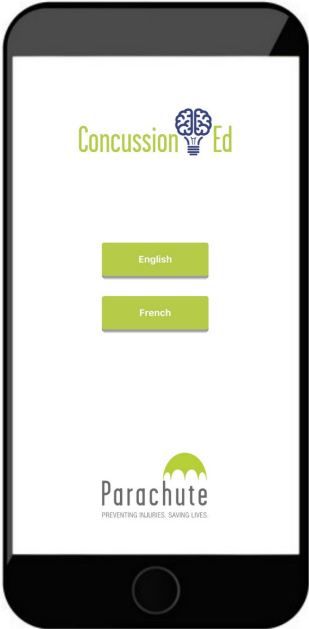 Concussion Ed
English
French
Parachute
PREVENTING INJURIES. SAVING LIVES.